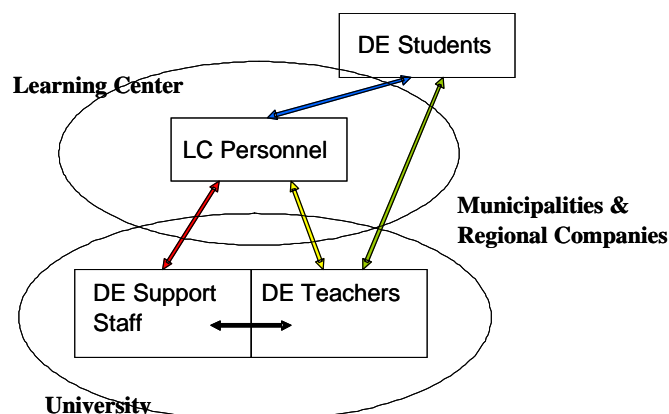 DE Students
Learning Center
LC Personnel
Municipalities &
Regional Companies
DE Support
Staff
DE Teachers
University